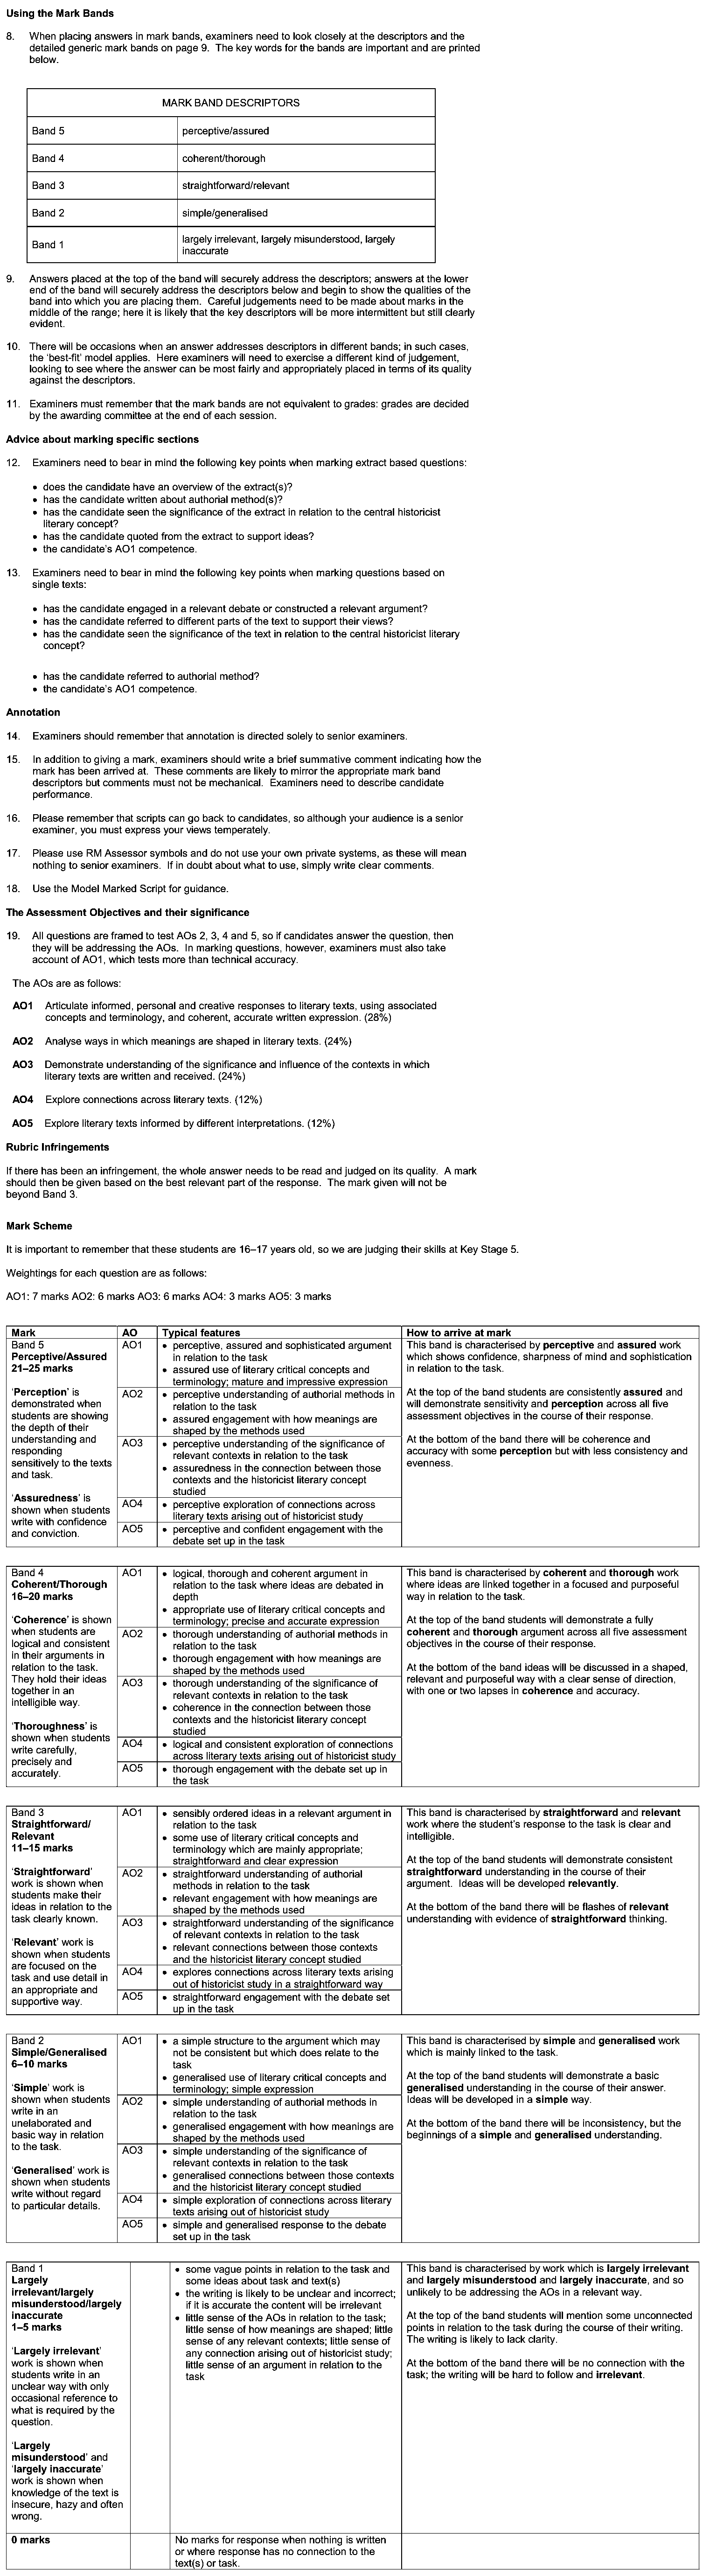 Using the Mark Bands
8. When placing answers in mark bands, examiners need to look closely at the descriptors and the
detailed generic mark bands on page 9. The key words for the bands are important and are printed
below.
MARK BAND DESCRIPTORS
Band 5 perceptive/assured
Band 4 coherent/thorough
Band 3 straightforward/relevant
Band 2 simple/generalised
Band 1 largely irrelevant, largely misunderstood, largely
inaccurate
9. Answers placed at the top of the band will securely address the descriptors; answers at the lower
end of the band will securely address the descriptors below and begin to show the qualities of the
band into which you are placing them. Careful judgements need to be made about marks in the
middle of the range; here it is likely that the key descriptors will be more intermittent but still clearly
evident.
10. There will be occasions when an answer addresses descriptors in different bands; in such cases,
the 'best-fit' model applies. Here examiners will need to exercise a different kind of judgement,
looking to see where the answer can be most fairly and appropriately placed in terms of its quality
against the descriptors.
11. Examiners must remember that the mark bands are not equivalent to grades: grades are decided
by the awarding committee at the end of each session.
Advice about marking specific sections
12. Examiners need to bear in mind the following key points when marking extract based questions:
• does the candidate have an overview of the extract(s)?
• has the candidate written about authorial method(s)?
• has the candidate seen the significance of the extract in relation to the central historicist
literary concept?
• has the candidate quoted from the extract to support ideas?
• the candidate's AO1 competence.
13. Examiners need to bear in mind the following key points when marking questions based on
single texts:
• has the candidate engaged in a relevant debate or constructed a relevant argument?
• has the candidate referred to different parts of the text to support their views?
• has the candidate seen the significance of the text in relation to the central historicist literary
concept?
• has the candidate referred to authorial method?
• the candidate's AO1 competence.
Annotation
14. Examiners should remember that annotation is directed solely to senior examiners.
15. In addition to giving a mark, examiners should write a brief summative comment indicating how the
mark has been arrived at. These comments are likely to mirror the appropriate mark band
descriptors but comments must not be mechanical. Examiners need to describe candidate
performance.
16. Please remember that scripts can go back to candidates, so although your audience is a senior
examiner, you must express your views temperately.
17. Please use RM Assessor symbols and do not use your own private systems, as these will mean
nothing to senior examiners. If in doubt about what to use, simply write clear comments.
18. Use the Model Marked Script for guidance.
The Assessment Objectives and their significance
19. All questions are framed to test AOs 2, 3, 4 and 5, so if candidates answer the question, then
they will be addressing the AOs. In marking questions, however, examiners must also take
account of AO1, which tests more than technical accuracy.
The AOs are as follows:
AO1 Articulate informed, personal and creative responses to literary texts, using associated
concepts and terminology, and coherent, accurate written expression. (28%)
AO2 Analyse ways in which meanings are shaped in literary texts. (24%)
AO3 Demonstrate understanding of the significance and influence of the contexts in which
literary texts are written and received. (24%)
AO4 Explore connections across literary texts. (12%)
AO5 Explore literary texts informed by different interpretations. (12%)
Rubric Infringements
If there has been an infringement, the whole answer needs to be read and judged on its quality. A mark
should then be given based on the best relevant part of the response. The mark given will not be
beyond Band 3.
Mark Scheme
It is important to remember that these students are 16–17 years old, so we are judging their skills at Key Stage 5.
Weightings for each question are as follows:
AO1: 7 marks AO2: 6 marks AO3: 6 marks AO4: 3 marks AO5: 3 marks
Mark AO Typical features How to arrive at mark
Band 5
Perceptive/Assured
21–25 marks
'Perception' is
demonstrated when
students are showing
the depth of their
understanding and
responding
sensitively to the texts
and task.
'Assuredness' is
shown when students
write with confidence
and conviction.
AO1
• perceptive, assured and sophisticated argument
in relation to the task
• assured use of literary critical concepts and
terminology; mature and impressive expression
AO2
• perceptive understanding of authorial methods in
relation to the task
• assured engagement with how meanings are
shaped by the methods used
AO3
• perceptive understanding of the significance of
relevant contexts in relation to the task
• assuredness in the connection between those
contexts and the historicist literary concept
studied
AO4
• perceptive exploration of connections across
literary texts arising out of historicist study
AO5
• perceptive and confident engagement with the
debate set up in the task
This band is characterised by perceptive and assured work
which shows confidence, sharpness of mind and sophistication
in relation to the task.
At the top of the band students are consistently assured and
will demonstrate sensitivity and perception across all five
assessment objectives in the course of their response.
At the bottom of the band there will be coherence and
accuracy with some perception but with less consistency and
evenness.
Band 4
Coherent/Thorough
16–20 marks
'Coherence' is shown
when students are
logical and consistent
in their arguments in
relation to the task.
They hold their ideas
together in an
intelligible way.
'Thoroughness' is
shown when students
write carefully,
precisely and
accurately.
AO1
• logical, thorough and coherent argument in
relation to the task where ideas are debated in
depth
• appropriate use of literary critical concepts and
terminology; precise and accurate expression
AO2
• thorough understanding of authorial methods in
relation to the task
• thorough engagement with how meanings are
shaped by the methods used
AO3
• thorough understanding of the significance of
relevant contexts in relation to the task
• coherence in the connection between those
contexts and the historicist literary concept
studied
AO4
• logical and consistent exploration of connections
across literary texts arising out of historicist study
AO5
• thorough engagement with the debate set up in
the task
This band is characterised by coherent and thorough work
where ideas are linked together in a focused and purposeful
way in relation to the task.
At the top of the band students will demonstrate a fully
coherent and thorough argument across all five assessment
objectives in the course of their response.
At the bottom of the band ideas will be discussed in a shaped,
relevant and purposeful way with a clear sense of direction,
with one or two lapses in coherence and accuracy.
Band 3
Straightforward/
Relevant
11–15 marks
'Straightforward'
work is shown when
students make their
ideas in relation to the
task clearly known.
'Relevant' work is
shown when students
are focused on the
task and use detail in
an appropriate and
supportive way.
AO1
• sensibly ordered ideas in a relevant argument in
relation to the task
• some use of literary critical concepts and
terminology which are mainly appropriate;
straightforward and clear expression
AO2
• straightforward understanding of authorial
methods in relation to the task
• relevant engagement with how meanings are
shaped by the methods used
AO3
• straightforward understanding of the significance
of relevant contexts in relation to the task
• relevant connections between those contexts
and the historicist literary concept studied
AO4
• explores connections across literary texts arising
out of historicist study in a straightforward way
AO5
• straightforward engagement with the debate set
up in the task
This band is characterised by straightforward and relevant
work where the student's response to the task is clear and
intelligible.
At the top of the band students will demonstrate consistent
straightforward understanding in the course of their
argument. Ideas will be developed relevantly.
At the bottom of the band there will be flashes of relevant
understanding with evidence of straightforward thinking.
Band 2
Simple/Generalised
6–10 marks
'Simple' work is
shown when students
write in an
unelaborated and
basic way in relation
to the task.
'Generalised' work is
shown when students
write without regard
to particular details.
AO1
• a simple structure to the argument which may
not be consistent but which does relate to the
task
• generalised use of literary critical concepts and
terminology; simple expression
AO2
• simple understanding of authorial methods in
relation to the task
• generalised engagement with how meanings are
shaped by the methods used
AO3
• simple understanding of the significance of
relevant contexts in relation to the task
• generalised connections between those contexts
and the historicist literary concept studied
AO4
• simple exploration of connections across literary
texts arising out of historicist study
AO5
• simple and generalised response to the debate
set up in the task
This band is characterised by simple and generalised work
which is mainly linked to the task.
At the top of the band students will demonstrate a basic
generalised understanding in the course of their answer.
Ideas will be developed in a simple way.
At the bottom of the band there will be inconsistency, but the
beginnings of a simple and generalised understanding.
Band 1
Largely
irrelevant/largely
misunderstood/largely
inaccurate
1–5 marks
'Largely irrelevant'
work is shown when
students write in an
unclear way with only
occasional reference to
what is required by the
question.
'Largely
misunderstood' and
'largely inaccurate'
work is shown when
knowledge of the text is
insecure, hazy and often
wrong.
• some vague points in relation to the task and
some ideas about task and text(s)
• the writing is likely to be unclear and incorrect;
if it is accurate the content will be irrelevant
• little sense of the AOs in relation to the task;
little sense of how meanings are shaped; little
sense of any relevant contexts; little sense of
any connection arising out of historicist study;
little sense of an argument in relation to the
task
This band is characterised by work which is largely irrelevant
and largely misunderstood and largely inaccurate, and so
unlikely to be addressing the AOs in a relevant way.
At the top of the band students will mention some unconnected
points in relation to the task during the course of their writing.
The writing is likely to lack clarity.
At the bottom of the band there will be no connection with the
task; the writing will be hard to follow and irrelevant.
0 marks
No marks for response when nothing is written
or where response has no connection to the
text(s) or task.